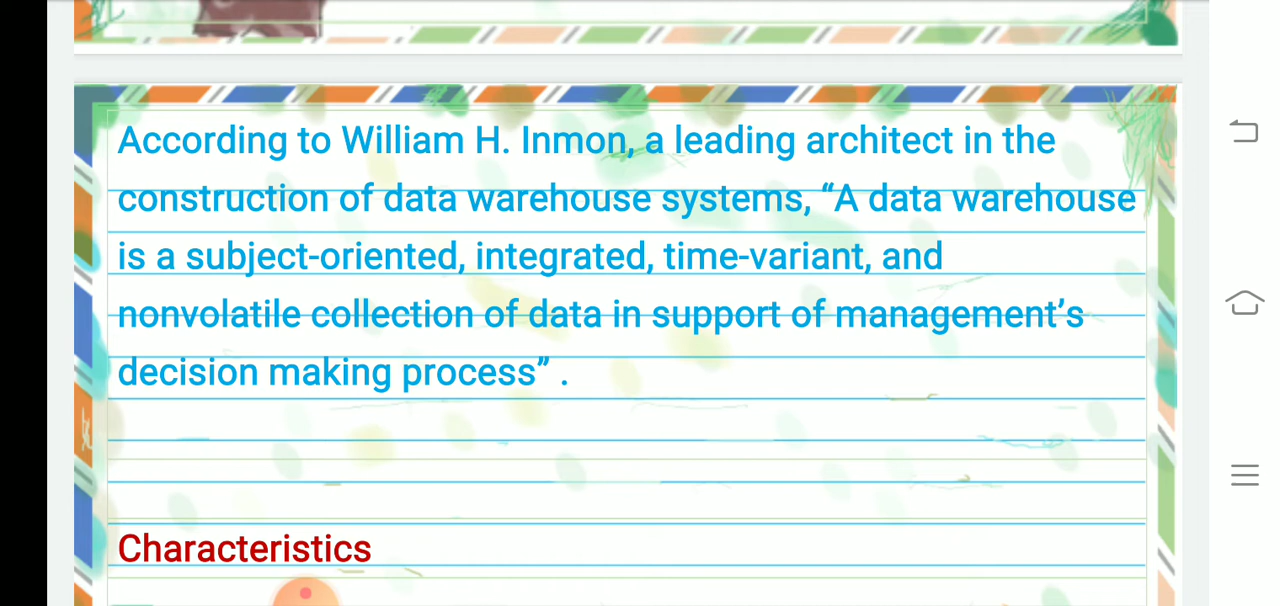 According to William H. Inmon, a leading architect in the
construction of data warehouse systems, “A data warehouse
is a subject-oriented, integrated, time-variant, and
nonvolatile collection of data in support of management’s
decision making process” .
Characteristics